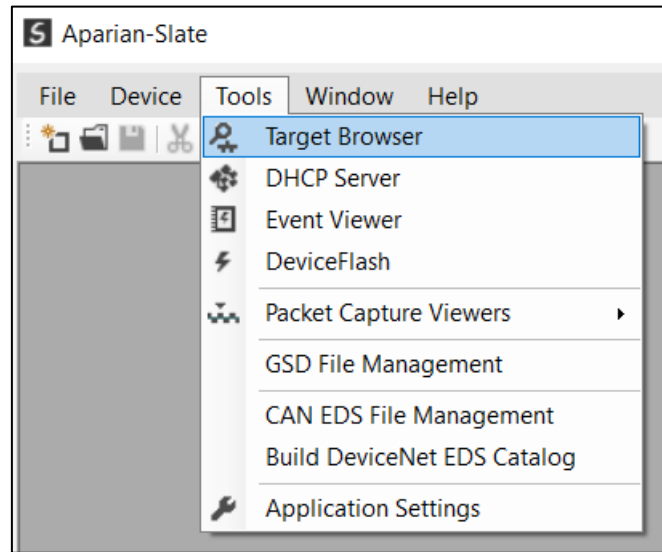 Aparian-Slate
File Device Tools Window Help
Target Browser
DHCP Server
Event Viewer
DeviceFlash
Packet Capture Viewers
GSD File Management
CAN EDS File Management
Build DeviceNet EDS Catalog
Application Settings